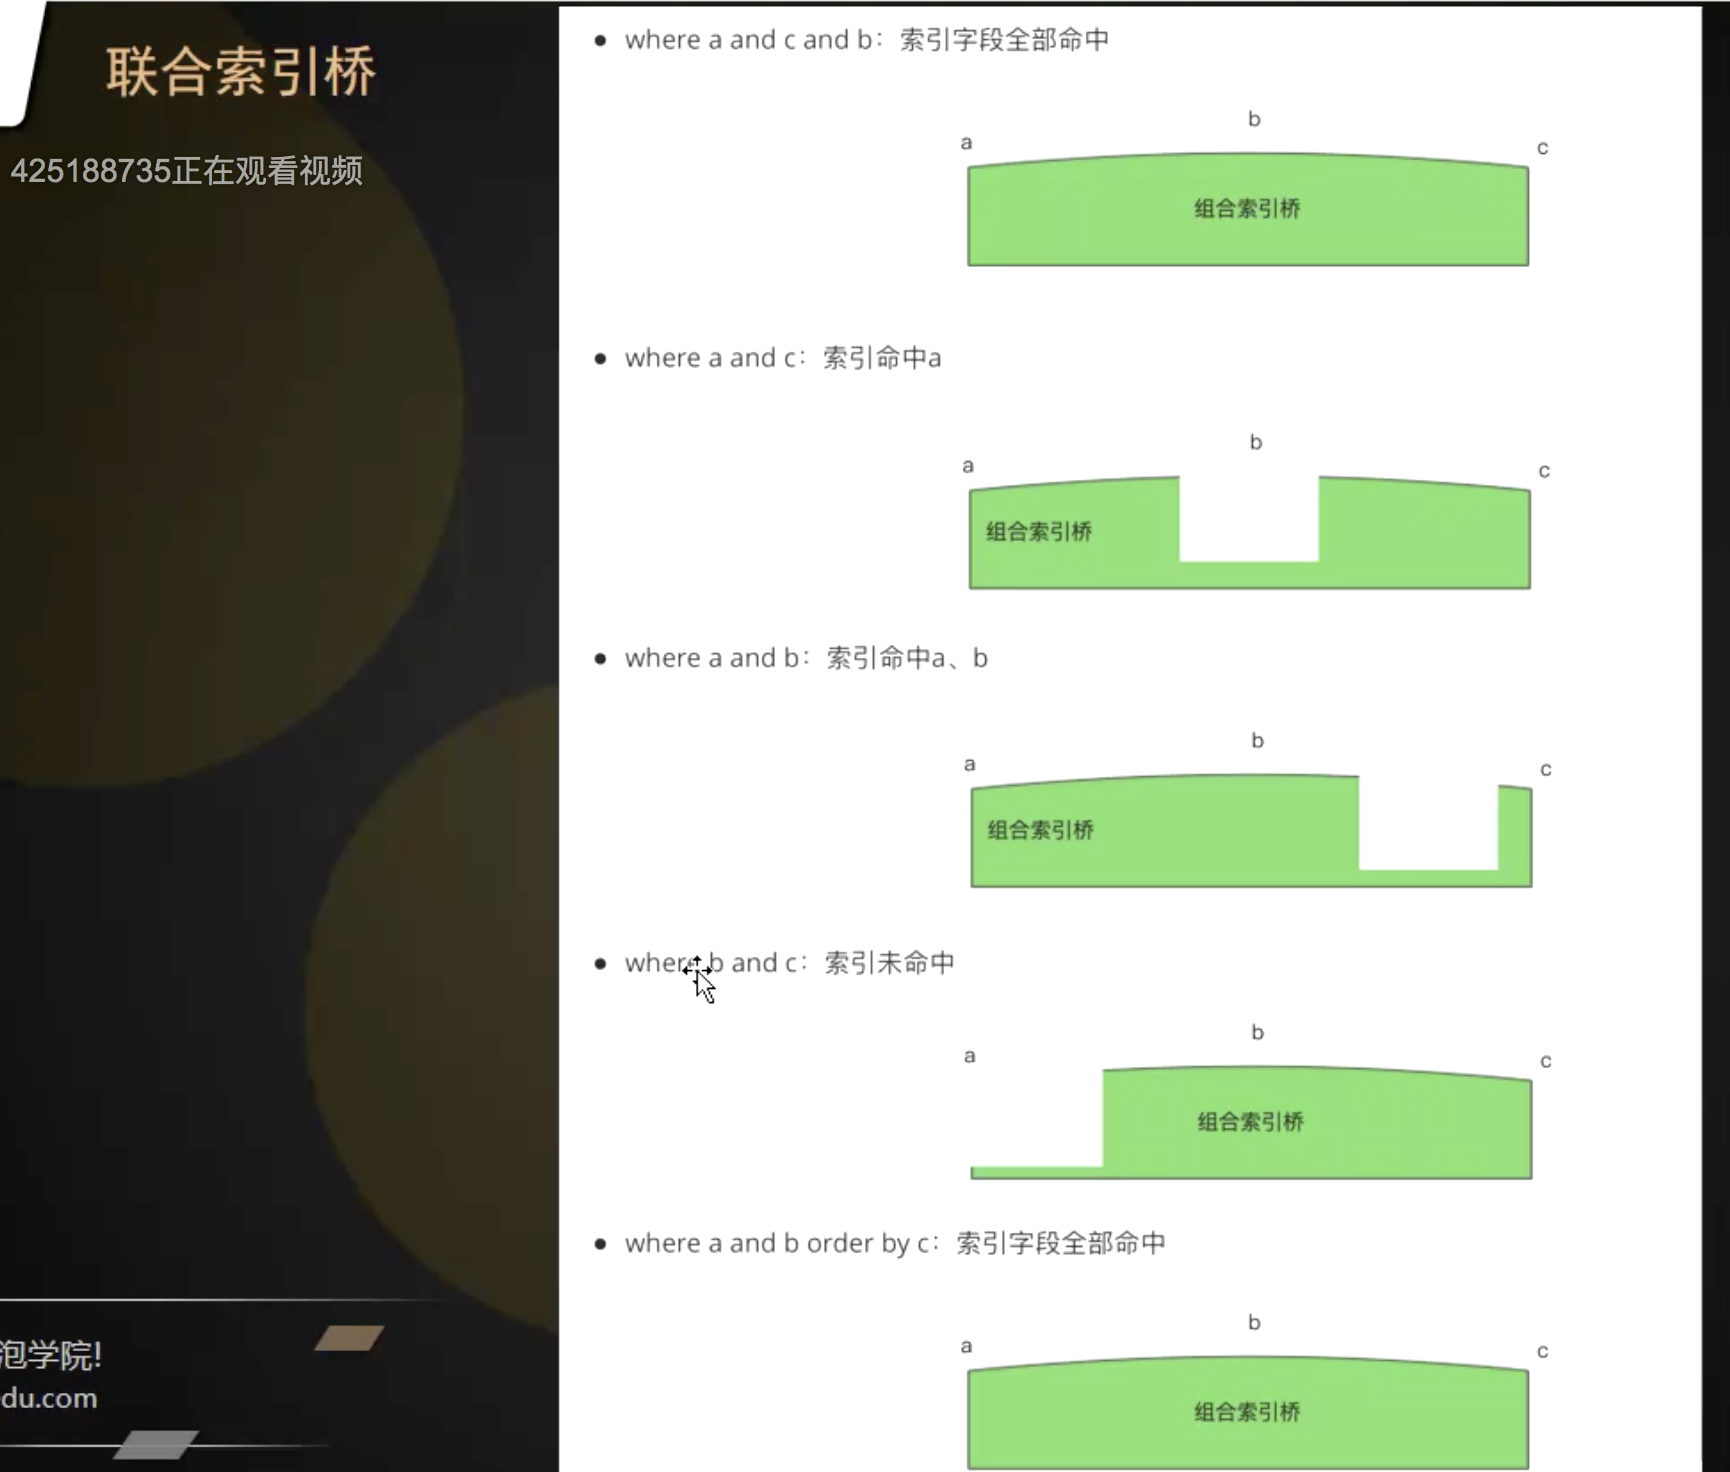 联合索引桥
425188735正在观看视频
泡学院!
du.com
where a and c and b：索引字段全部命中
b
a
c
组合索引桥
where a and c：索引命中a
b
a
c
组合索引桥
where a and b：索引命中a、b
b
a
c
组合索引桥
where b and c：索引未命中
b
a
c
组合索引桥
where a and b order by c：索引字段全部命中
b
a
c
组合索引桥